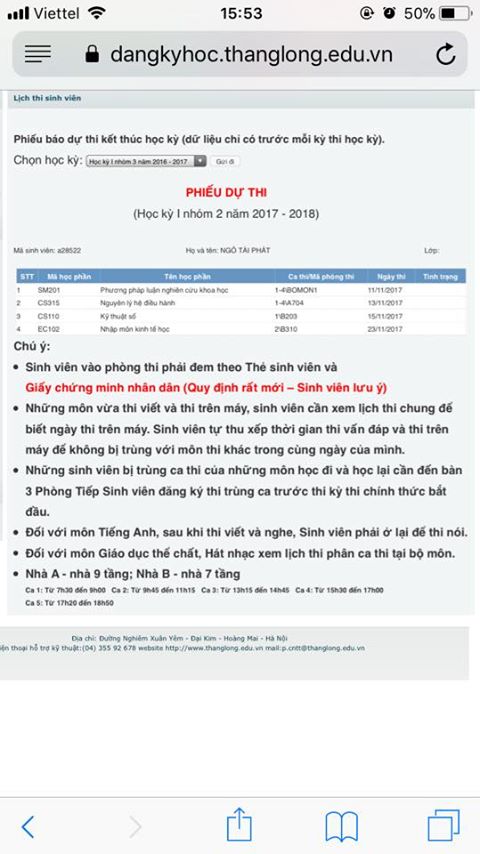 Viettel 15:53 50%
dangkyhoc.thanglong.edu.vn
Lịch thi sinh viên
Phiếu báo dự thi kết thúc học kỳ (dữ liệu chỉ có trước mỗi kỳ thi học kỳ).
Chọn học kỳ: Học kỳ I nhóm 3 năm 2016 - 2017 Gửi đi
PHIẾU DỰ THI
(Học kỳ I nhóm 2 năm 2017 - 2018)
Mã sinh viên: a28522 Họ và tên: NGÔ TÀI PHÁT Lớp:
STT Mã học phần Tên học phần Ca thi/Mã phòng thi Ngày thi Tình trạng
1 SM201 Phương pháp luận nghiên cứu khoa học 1-4\BOMON1 11/11/2017
2 CS315 Nguyên lý hệ điều hành 1-4\A704 13/11/2017
3 CS110 Kỹ thuật số 1\B203 15/11/2017
4 EC102 Nhập môn kinh tế học 2\B310 23/11/2017
Chú ý:
• Sinh viên vào phòng thi phải đem theo Thẻ sinh viên và
Giấy chứng minh nhân dân (Quy định rất mới – Sinh viên lưu ý)
• Những môn vừa thi viết và thi trên máy, sinh viên cần xem lịch thi chung để
biết ngày thi trên máy. Sinh viên tự thu xếp thời gian thi vấn đáp và thi trên
máy để không bị trùng với môn thi khác trong cùng ngày của mình.
• Những sinh viên bị trùng ca thi của những môn học đi và học lại cần đến bàn
3 Phòng Tiếp Sinh viên đăng ký thi trùng ca trước thi kỳ thi chính thức bắt
đầu.
• Đối với môn Tiếng Anh, sau khi thi viết và nghe, Sinh viên phải ở lại để thi nói.
• Đối với môn Giáo dục thể chất, Hát nhạc xem lịch thi phân ca thi tại bộ môn.
• Nhà A - nhà 9 tầng; Nhà B - nhà 7 tầng
Ca 1: Từ 7h30 đến 9h00 Ca 2: Từ 9h45 đến 11h15 Ca 3: Từ 13h15 đến 14h45 Ca 4: Từ 15h30 đến 17h00
Ca 5: Từ 17h20 đến 18h50
Địa chỉ: Đường Nghiêm Xuân Yêm - Đại Kim - Hoàng Mai - Hà Nội
iện thoại hỗ trợ kỹ thuật:(04) 355 92 678 website http://www.thanglong.edu.vn mail:p.cntt@thanglong.edu.vn